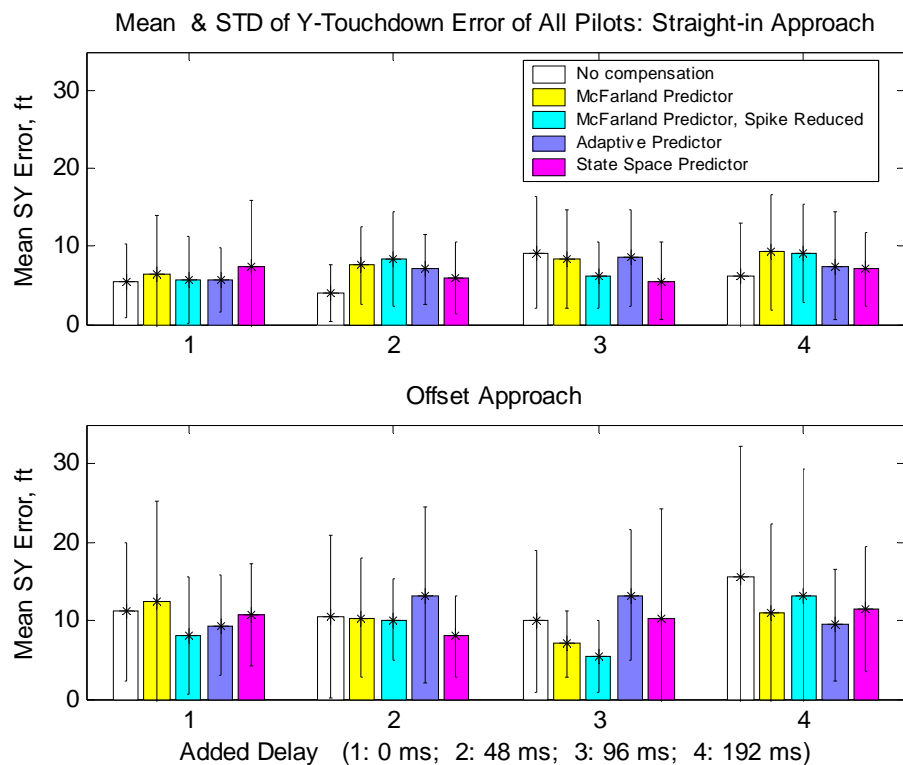 Mean & STD of Y-Touchdown Error of All Pilots: Straight-in Approach
Mean SY Error, ft
30
20
10
0
No compensation
McFarland Predictor
McFarland Predictor, Spike Reduced
Adaptive Predictor
State Space Predictor
1 2 3 4
Offset Approach
Mean SY Error, ft
30
20
10
0
1 2 3 4
Added Delay (1: 0 ms; 2: 48 ms; 3: 96 ms; 4: 192 ms)